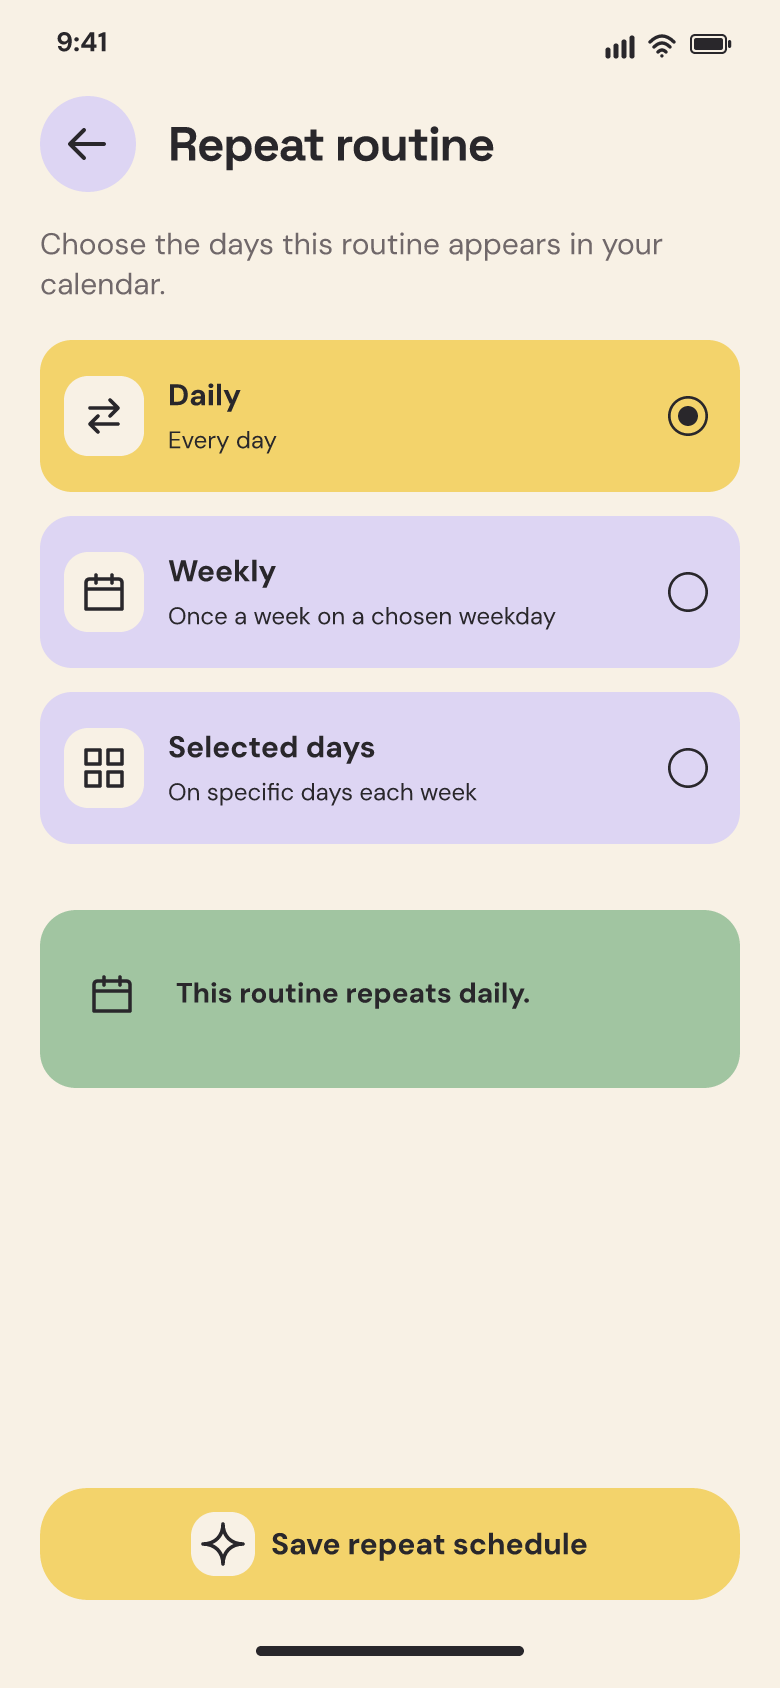 9:41
Repeat routine
Choose the days this routine appears in your
calendar.
Daily
Every day
Weekly
Once a week on a chosen weekday
Selected days
On specific days each week
This routine repeats daily.
Save repeat schedule